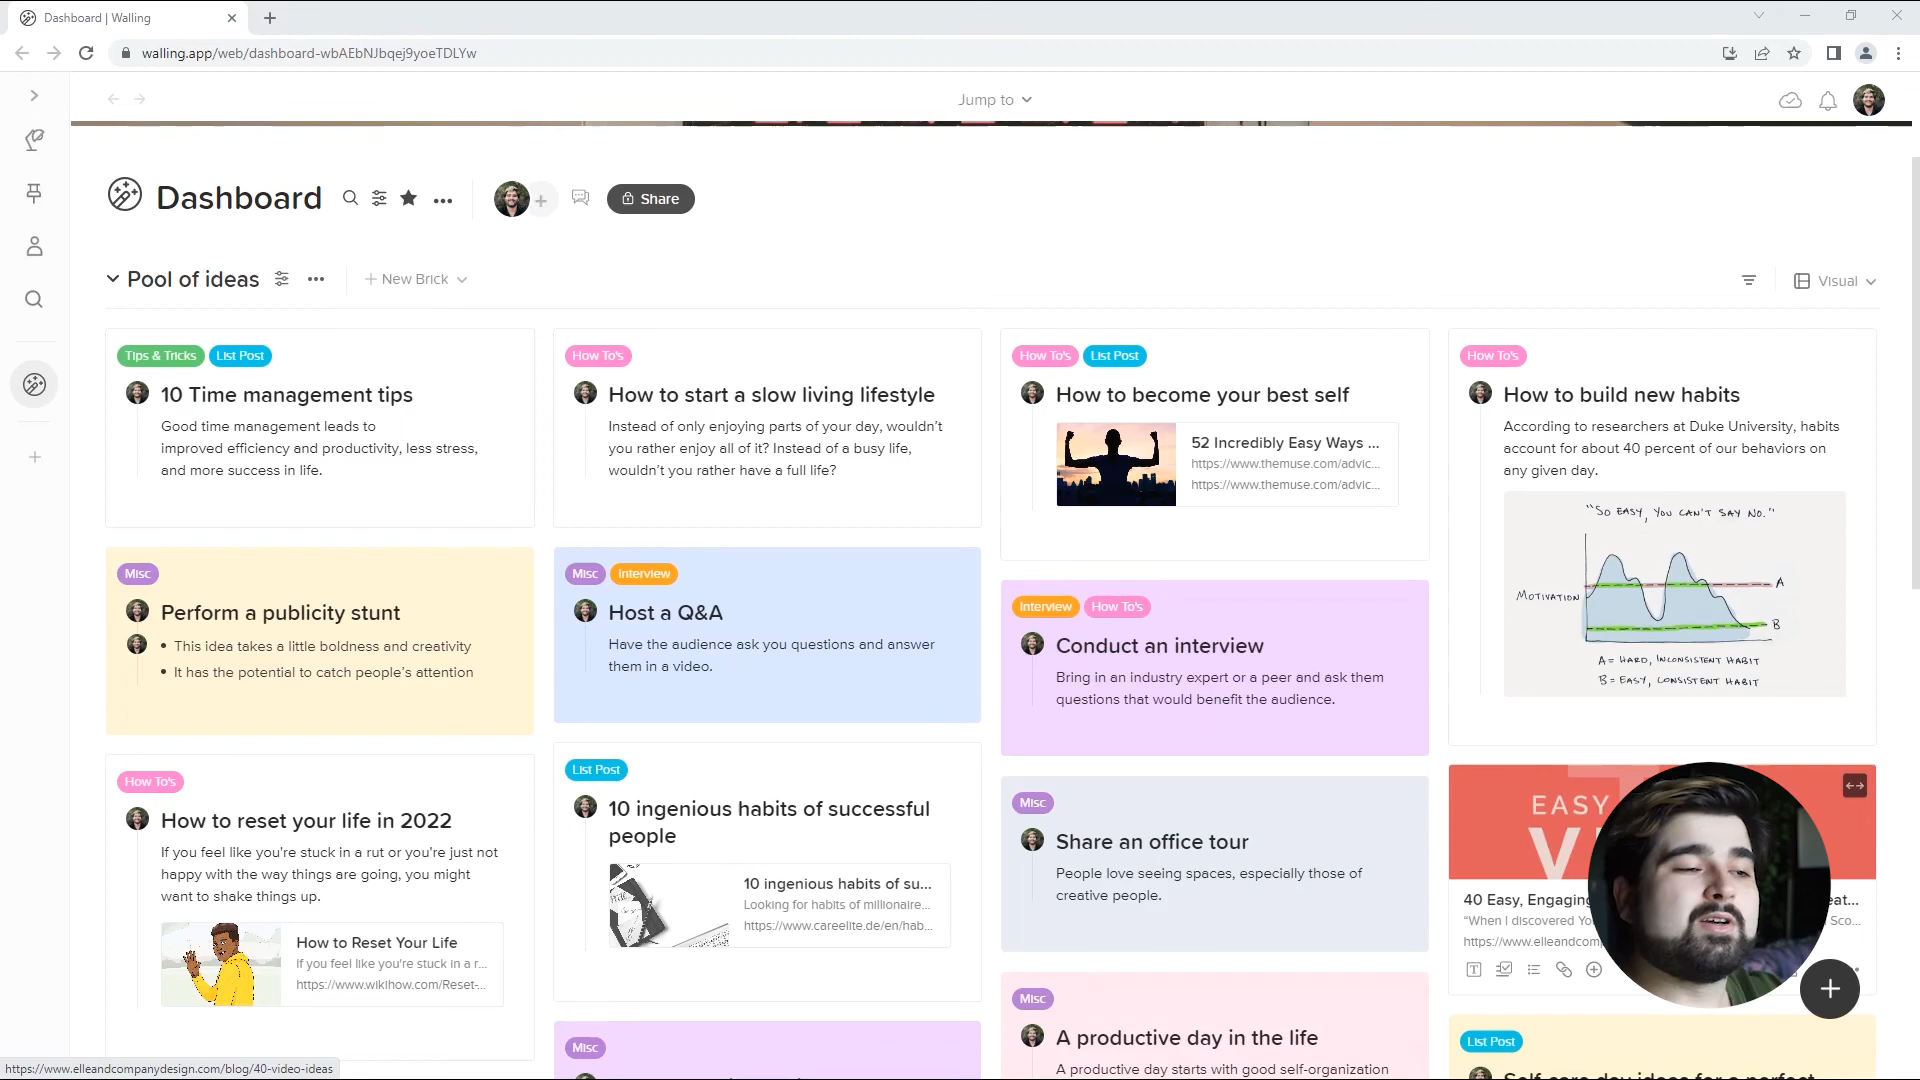 Dashboard | Walling
walling.app/web/dashboard-wbAEbNJbqej9yoeTDLYw
Jump to
Dashboard
Share
Pool of ideas
New Brick
Visual
Tips & Tricks List Post
10 Time management tips
Good time management leads to
improved efficiency and productivity, less stress,
and more success in life.
Misc
Perform a publicity stunt
• This idea takes a little boldness and creativity
• It has the potential to catch people's attention
How To's
How to reset your life in 2022
If you feel like you're stuck in a rut or you're just not
happy with the way things are going, you might
want to shake things up.
How to Reset Your Life
If you feel like you're stuck in a r...
https://www.wikihow.com/Reset-...
How To's
How to start a slow living lifestyle
Instead of only enjoying parts of your day, wouldn't
you rather enjoy all of it? Instead of a busy life,
wouldn't you rather have a full life?
Misc Interview
Host a Q&A
Have the audience ask you questions and answer
them in a video.
List Post
10 ingenious habits of successful
people
10 ingenious habits of su...
Looking for habits of millionaire...
https://www.careelite.de/en/hab...
Misc
How To's List Post
How to become your best self
52 Incredibly Easy Ways ...
https://www.themuse.com/advic...
https://www.themuse.com/advic...
Interview How To's
Conduct an interview
Bring in an industry expert or a peer and ask them
questions that would benefit the audience.
Misc
Share an office tour
People love seeing spaces, especially those of
creative people.
Misc
A productive day in the life
A productive day starts with good self-organization
How To's
How to build new habits
According to researchers at Duke University, habits
account for about 40 percent of our behaviors on
any given day.
"SO EASY, YOU CAN'T SAY NO."
MOTIVATION
A
B
A = HARD, INCONSISTENT HABIT
B = EASY, CONSISTENT HABIT
EASY
40 Easy, Engaging
"When I discovered Yo
https://www.elleandcom
List Post
Self-care day ideas for a perfect
https://www.elleandcompanydesign.com/blog/40-video-ideas